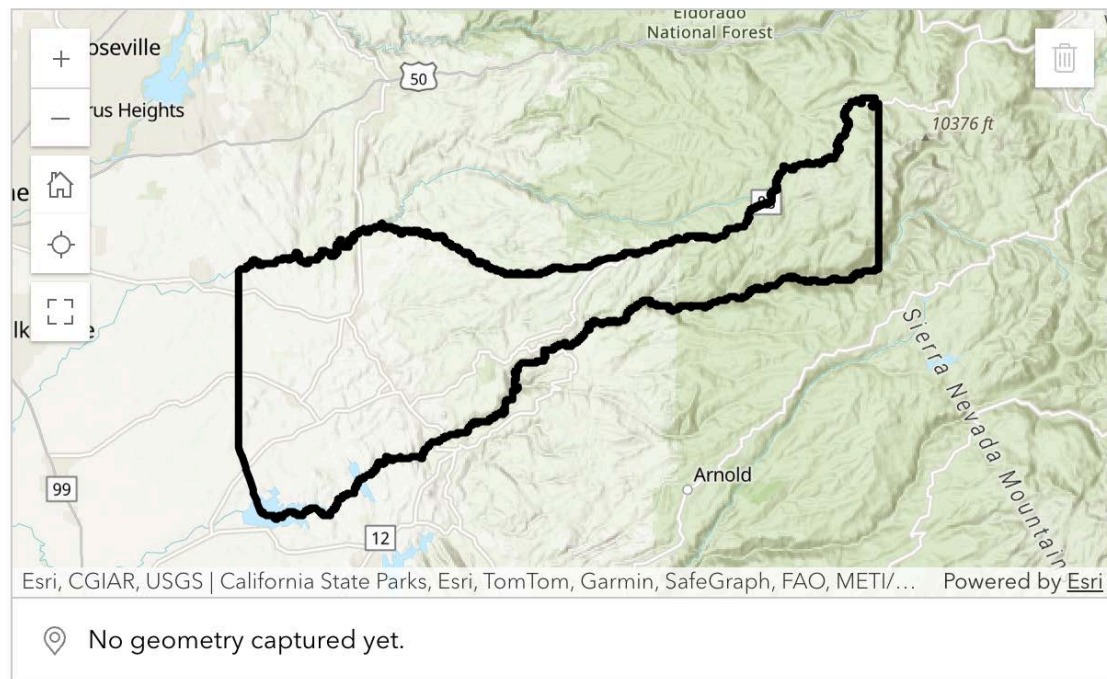 Eldorado
National Forest
oseville
50
rus Heights
10376 ft
Sierra Nevada Mountain
Arnold
99
12
Esri, CGIAR, USGS | California State Parks, Esri, TomTom, Garmin, SafeGraph, FAO, METI/... Powered by Esri
No geometry captured yet.